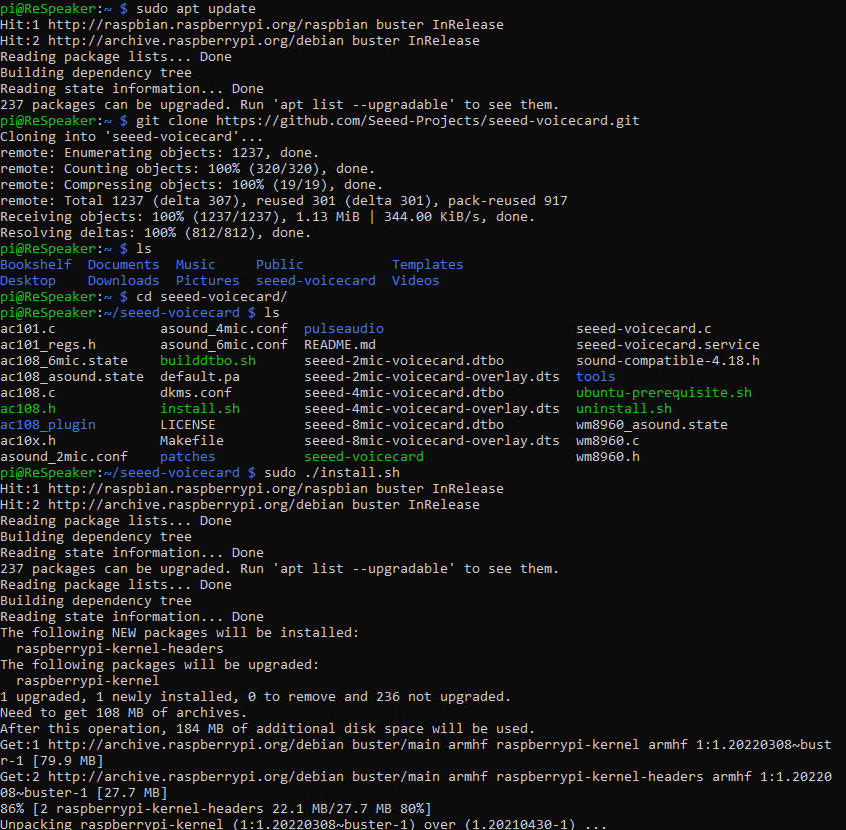 pi@ReSpeaker:~ $ sudo apt update
Hit:1 http://raspbian.raspberrypi.org/raspbian buster InRelease
Hit:2 http://archive.raspberrypi.org/debian buster InRelease
Reading package lists... Done
Building dependency tree
Reading state information... Done
237 packages can be upgraded. Run 'apt list --upgradable' to see them.
pi@ReSpeaker:~ $ git clone https://github.com/Seeed-Projects/seeed-voicecard.git
Cloning into 'seeed-voicecard'...
remote: Enumerating objects: 1237, done.
remote: Counting objects: 100% (320/320), done.
remote: Compressing objects: 100% (19/19), done.
remote: Total 1237 (delta 307), reused 301 (delta 301), pack-reused 917
Receiving objects: 100% (1237/1237), 1.13 MiB | 344.00 KiB/s, done.
Resolving deltas: 100% (812/812), done.
pi@ReSpeaker:~ $ ls
Bookshelf  Documents  Music     Public           Templates
Desktop    Downloads  Pictures  seeed-voicecard  Videos
pi@ReSpeaker:~ $ cd seeed-voicecard/
pi@ReSpeaker:~/seeed-voicecard $ ls
ac101.c             asound_4mic.conf  pulseaudio                        seeed-voicecard.c
ac101_regs.h        asound_6mic.conf  README.md                         seeed-voicecard.service
ac108_6mic.state    builddtbo.sh      seeed-2mic-voicecard.dtbo         sound-compatible-4.18.h
ac108_asound.state  default.pa        seeed-2mic-voicecard-overlay.dts  tools
ac108.c             dkms.conf         seeed-4mic-voicecard.dtbo         ubuntu-prerequisite.sh
ac108.h             install.sh        seeed-4mic-voicecard-overlay.dts  uninstall.sh
ac108_plugin        LICENSE           seeed-8mic-voicecard.dtbo         wm8960_asound.state
ac10x.h             Makefile          seeed-8mic-voicecard-overlay.dts  wm8960.c
asound_2mic.conf    patches           seeed-voicecard                   wm8960.h
pi@ReSpeaker:~/seeed-voicecard $ sudo ./install.sh
Hit:1 http://raspbian.raspberrypi.org/raspbian buster InRelease
Hit:2 http://archive.raspberrypi.org/debian buster InRelease
Reading package lists... Done
Building dependency tree
Reading state information... Done
237 packages can be upgraded. Run 'apt list --upgradable' to see them.
Reading package lists... Done
Building dependency tree
Reading state information... Done
The following NEW packages will be installed:
  raspberrypi-kernel-headers
The following packages will be upgraded:
  raspberrypi-kernel
1 upgraded, 1 newly installed, 0 to remove and 236 not upgraded.
Need to get 108 MB of archives.
After this operation, 184 MB of additional disk space will be used.
Get:1 http://archive.raspberrypi.org/debian buster/main armhf raspberrypi-kernel armhf 1:1.20220308~bust
r-1 [79.9 MB]
Get:2 http://archive.raspberrypi.org/debian buster/main armhf raspberrypi-kernel-headers armhf 1:1.20220
08~buster-1 [27.7 MB]
86% [2 raspberrypi-kernel-headers 22.1 MB/27.7 MB 80%]
Unpacking raspberrypi-kernel (1:1.20220308~buster-1) over (1.20210430-1) ...